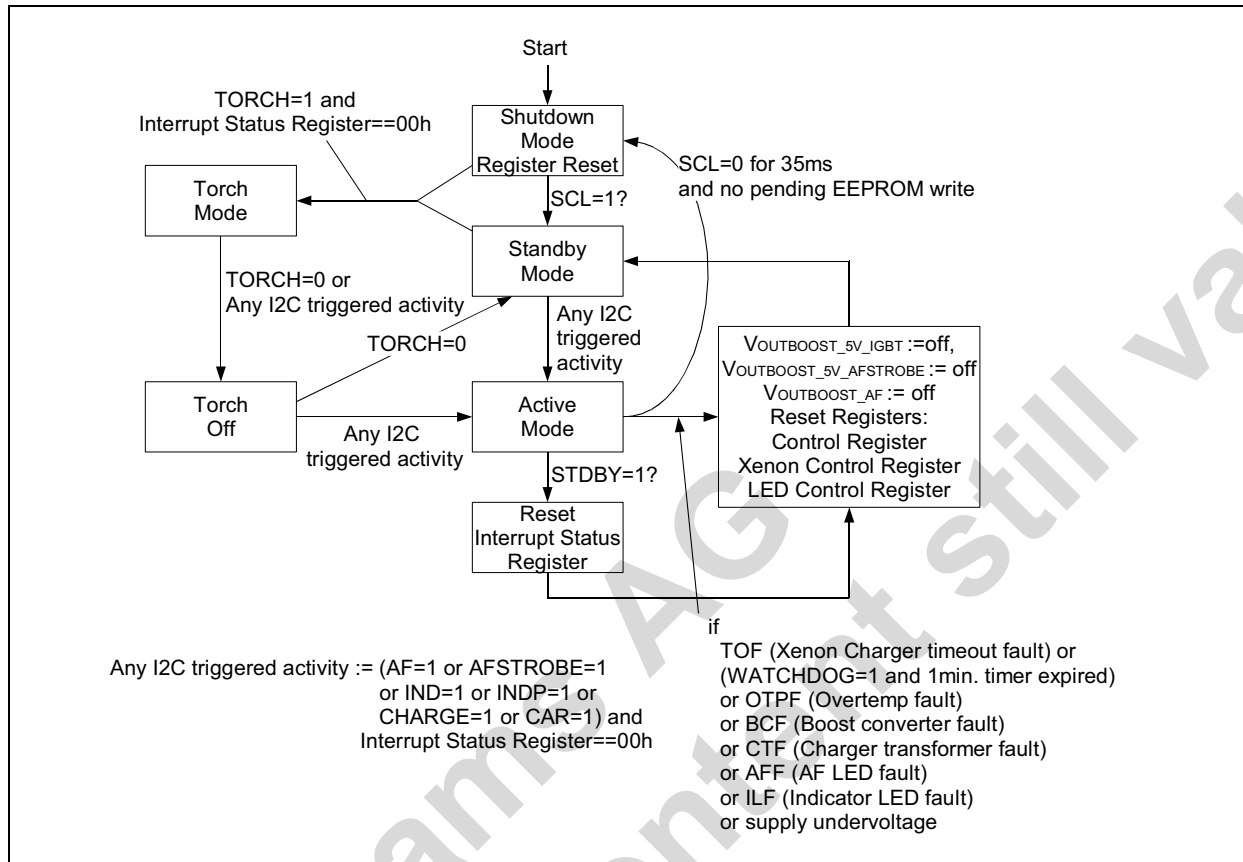 Start
TORCH=1 and
Interrupt Status Register==00h
Shutdown
Mode
Register Reset
SCL=0 for 35ms
and no pending EEPROM write
SCL=1?
Torch
Mode
Standby
Mode
TORCH=0 or
Any I2C triggered activity
TORCH=0
Any I2C
triggered
activity
VOUTBOOST_5V_IGBT :=off,
VOUTBOOST_5V_AFSTROBE := off
VOUTBOOST_AF := off
Reset Registers:
Control Register
Xenon Control Register
LED Control Register
Torch
Off
Any I2C
triggered activity
Active
Mode
STDBY=1?
Reset
Interrupt Status
Register
if
TOF (Xenon Charger timeout fault) or
(WATCHDOG=1 and 1min. timer expired)
or OTPF (Overtemp fault)
or BCF (Boost converter fault)
or CTF (Charger transformer fault)
or AFF (AF LED fault)
or ILF (Indicator LED fault)
or supply undervoltage
Any I2C triggered activity := (AF=1 or AFSTROBE=1
or IND=1 or INDP=1 or
CHARGE=1 or CAR=1) and
Interrupt Status Register==00h
ams AG
tent still val